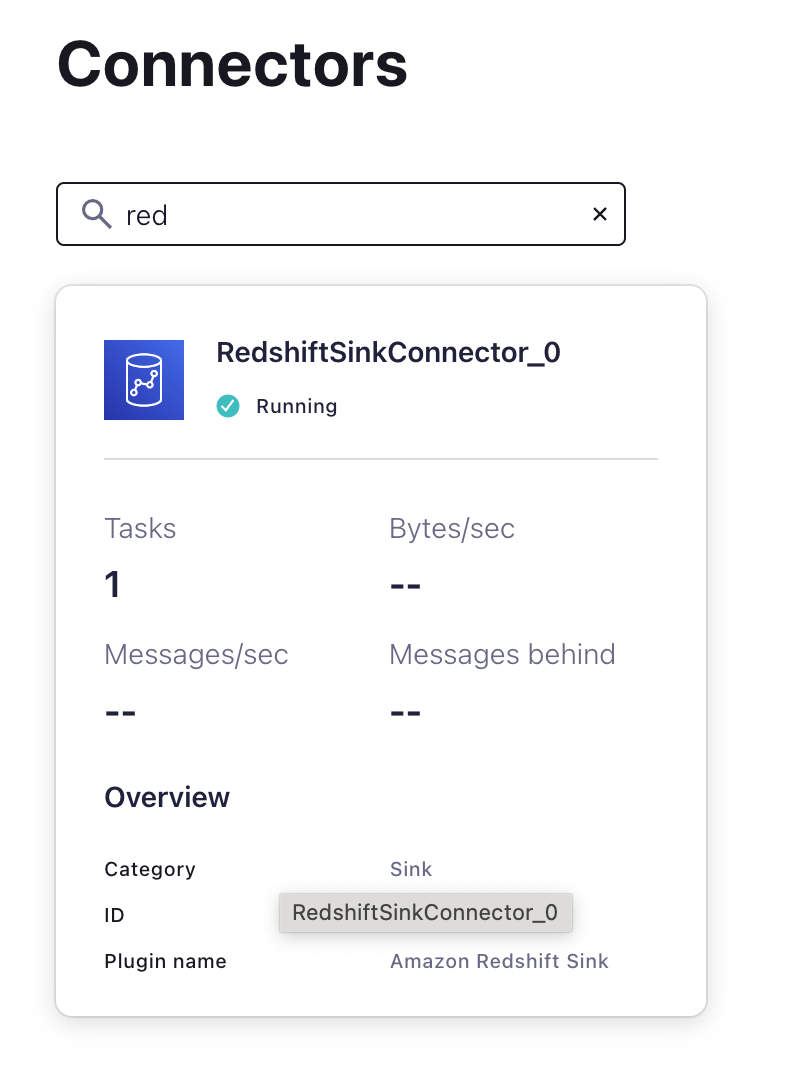 Connectors
red ×
RedshiftSinkConnector_0
Running
Tasks Bytes/sec
1 --
Messages/sec Messages behind
-- --
Overview
Category Sink
ID RedshiftSinkConnector_0
Plugin name Amazon Redshift Sink